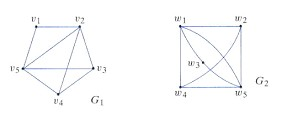 v₁ v₂ w₁ w₂
v₅ v₃ w₃
v₄ G₁ w₄ w₅ G₂